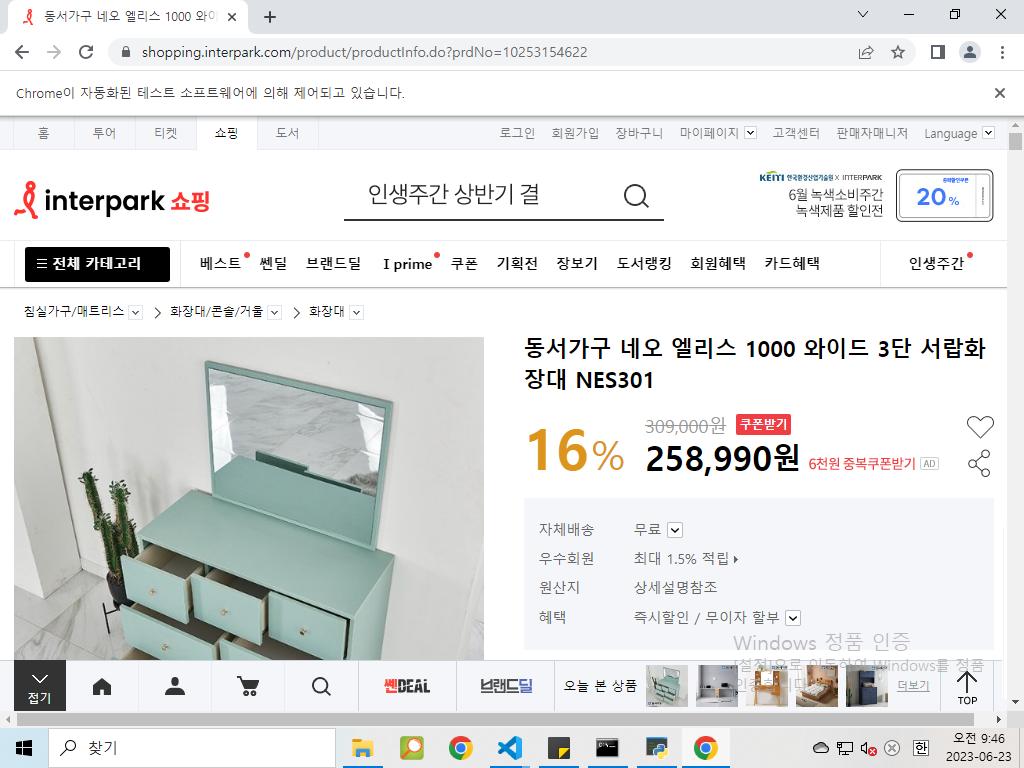 동서가구 네오 엘리스 1000 와이
shopping.interpark.com/product/productInfo.do?prdNo=10253154622
Chrome이 자동화된 테스트 소프트웨어에 의해 제어되고 있습니다.
홈 투어 티켓 쇼핑 도서 로그인 회원가입 장바구니 마이페이지 고객센터 판매자매니저 Language
interpark 쇼핑
인생주간 상반기 결
KEITI 한국환경산업기술원 X INTERPARK
6월 녹색소비주간
녹색제품 할인전
20%
전체 카테고리 베스트 쎈딜 브랜드딜 I prime 쿠폰 기획전 장보기 도서랭킹 회원혜택 카드혜택 인생주간
침실가구/매트리스 화장대/콘솔/거울 화장대
동서가구 네오 엘리스 1000 와이드 3단 서랍화
장대 NES301
16% 309,000원 쿠폰받기
258,990원 6천원 중복쿠폰받기 AD
자체배송 무료
우수회원 최대 1.5% 적립
원산지 상세설명참조
혜택 즉시할인 / 무이자 할부
Windows 정품 인증
[설정]으로 이동하여 Windows를 정품
인증합니다.
접기 쎈DEAL 브랜드딜 오늘 본 상품 더보기 TOP
찾기
한
오전 9:46
2023-06-23